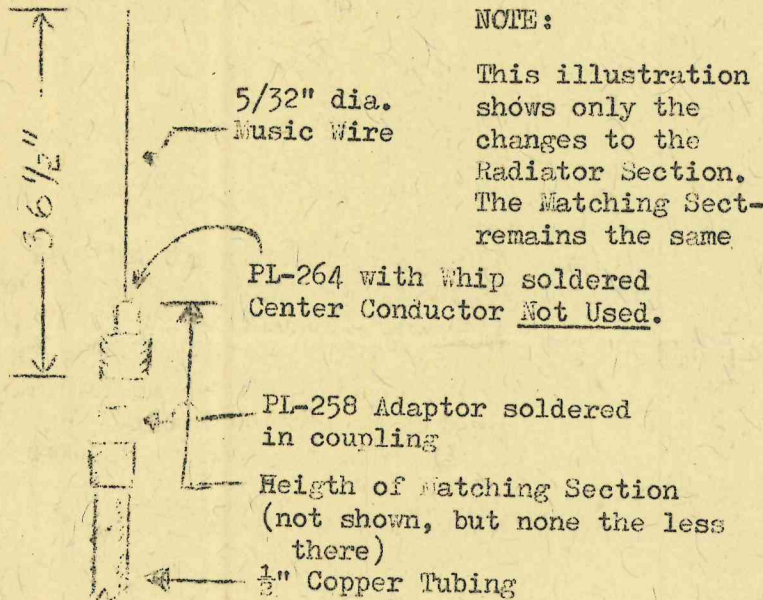 NOTE:
This illustration
shows only the
changes to the
Radiator Section.
The Matching Sect-
remains the same
5/32" dia.
Music Wire
36 1/2"
PL-264 with Whip soldered
Center Conductor Not Used.
PL-258 Adaptor soldered
in coupling
Heigth of Matching Section
(not shown, but none the less
there)
½" Copper Tubing